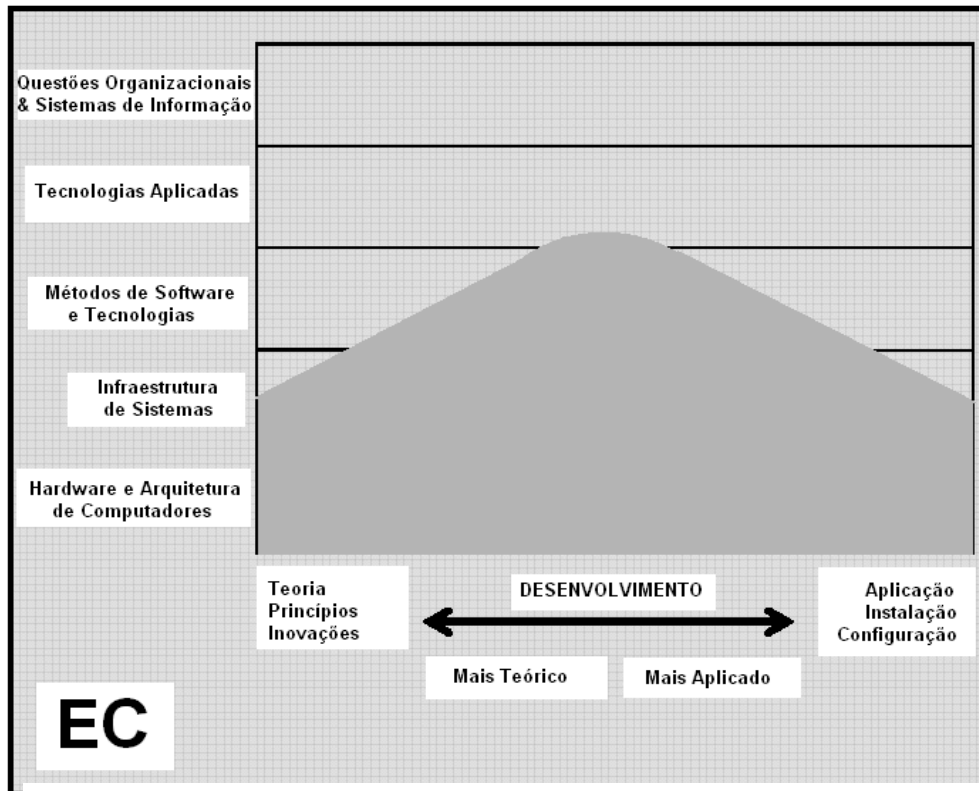 Questões Organizacionais
& Sistemas de Informação
Tecnologias Aplicadas
Métodos de Software
e Tecnologias
Infraestrutura
de Sistemas
Hardware e Arquitetura
de Computadores
Teoria
Princípios
Inovações
DESENVOLVIMENTO
Aplicação
Instalação
Configuração
Mais Teórico
Mais Aplicado
EC